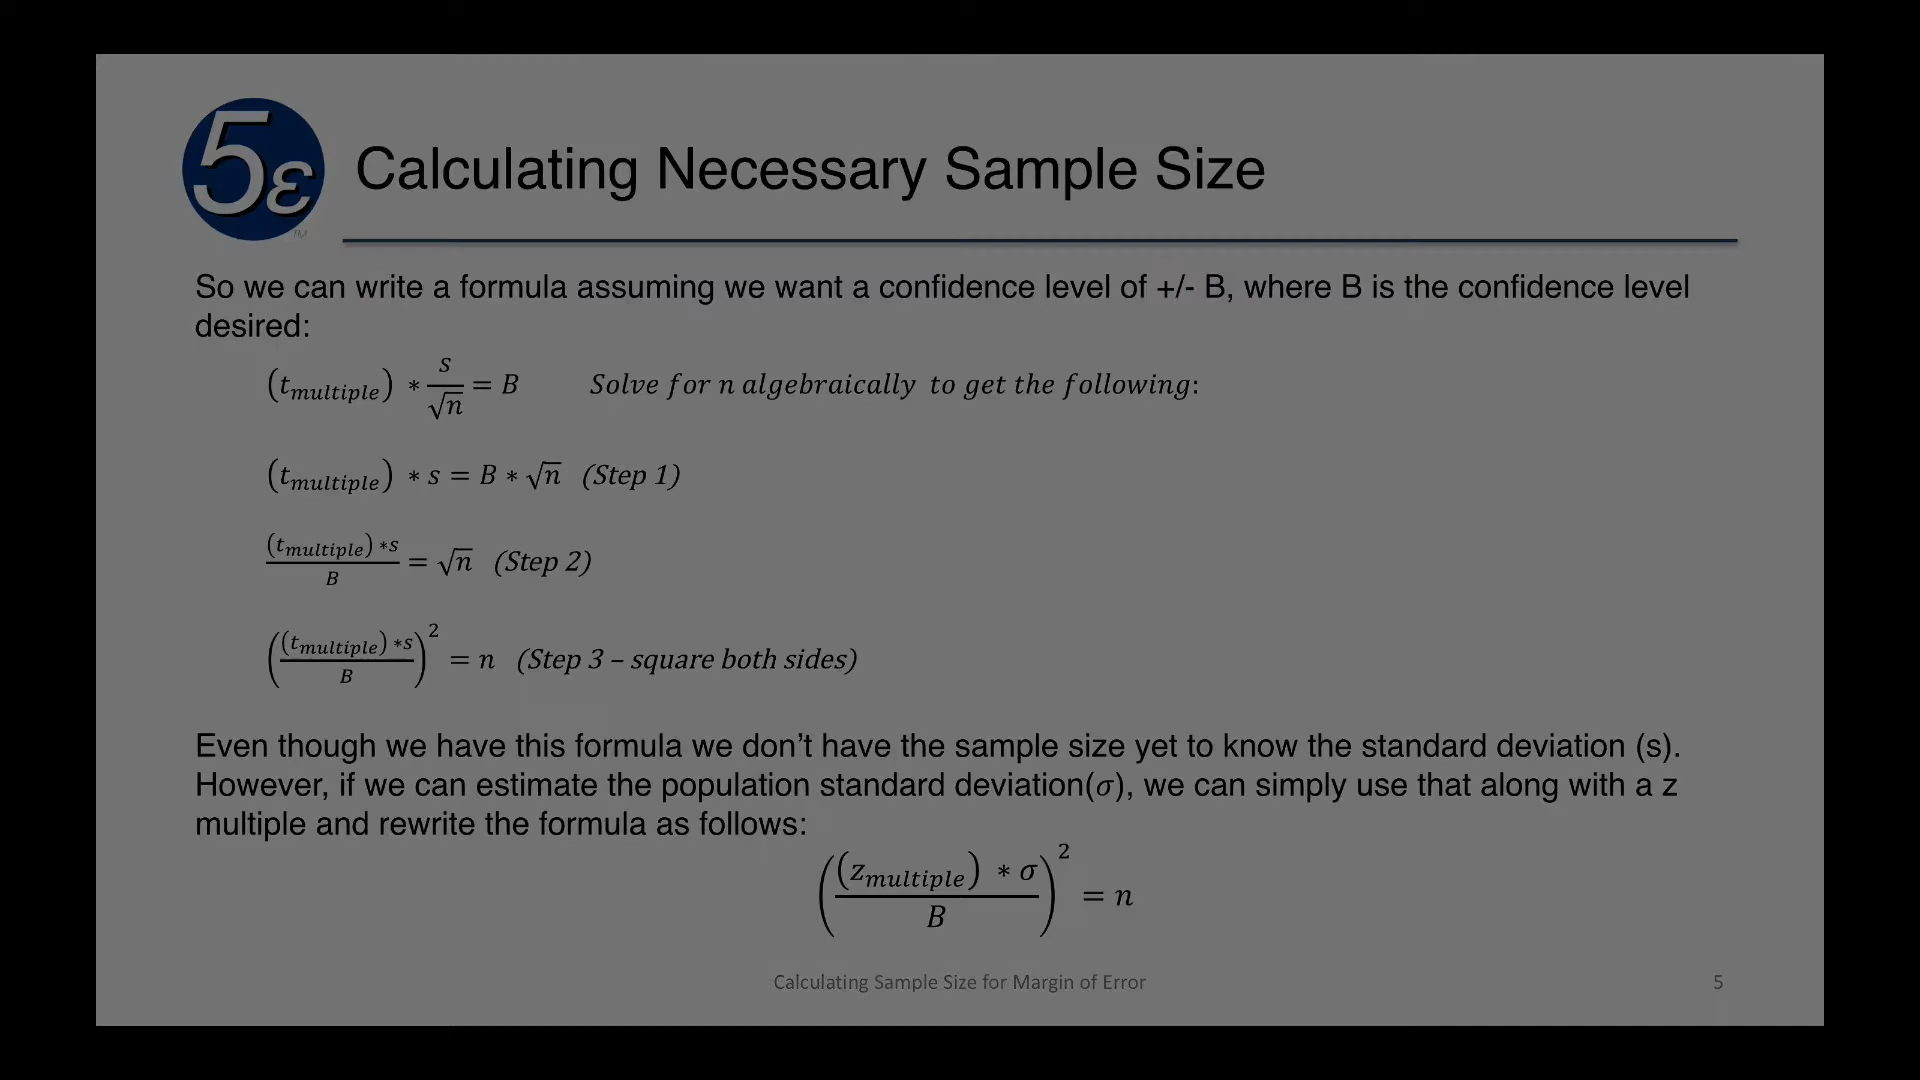 5ε
TM
Calculating Necessary Sample Size
So we can write a formula assuming we want a confidence level of +/- B, where B is the confidence level
desired:
(t_multiple) * s/√n = B Solve for n algebraically to get the following:
(t_multiple) * s = B * √n (Step 1)
(t_multiple)*s / B = √n (Step 2)
((t_multiple)*s / B)² = n (Step 3 – square both sides)
Even though we have this formula we don’t have the sample size yet to know the standard deviation (s).
However, if we can estimate the population standard deviation(σ), we can simply use that along with a z
multiple and rewrite the formula as follows:
((z_multiple) * σ / B)² = n
Calculating Sample Size for Margin of Error 5